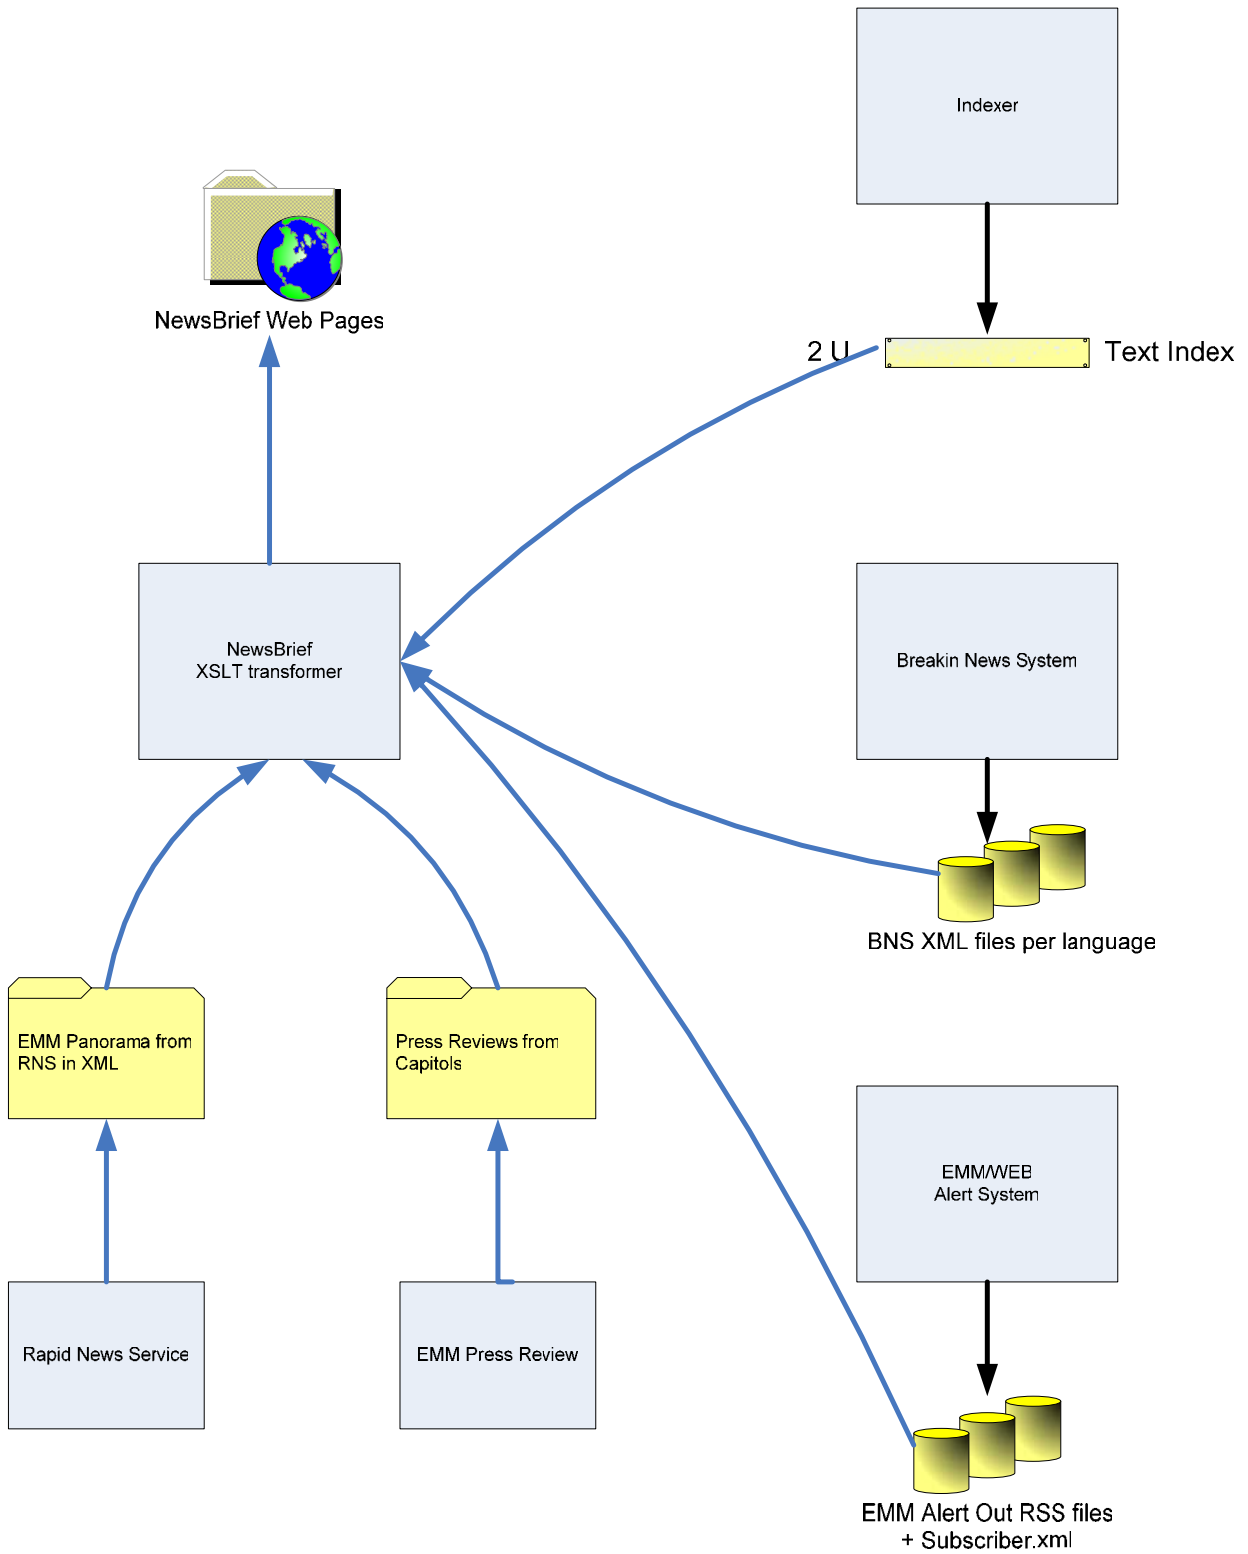 Indexer
NewsBrief Web Pages
2 U
Text Index
NewsBrief
XSLT transformer
Breakin News System
BNS XML files per language
EMM Panorama from
RNS in XML
Press Reviews from
Capitols
EMM/WEB
Alert System
Rapid News Service
EMM Press Review
EMM Alert Out RSS files
+ Subscriber.xml